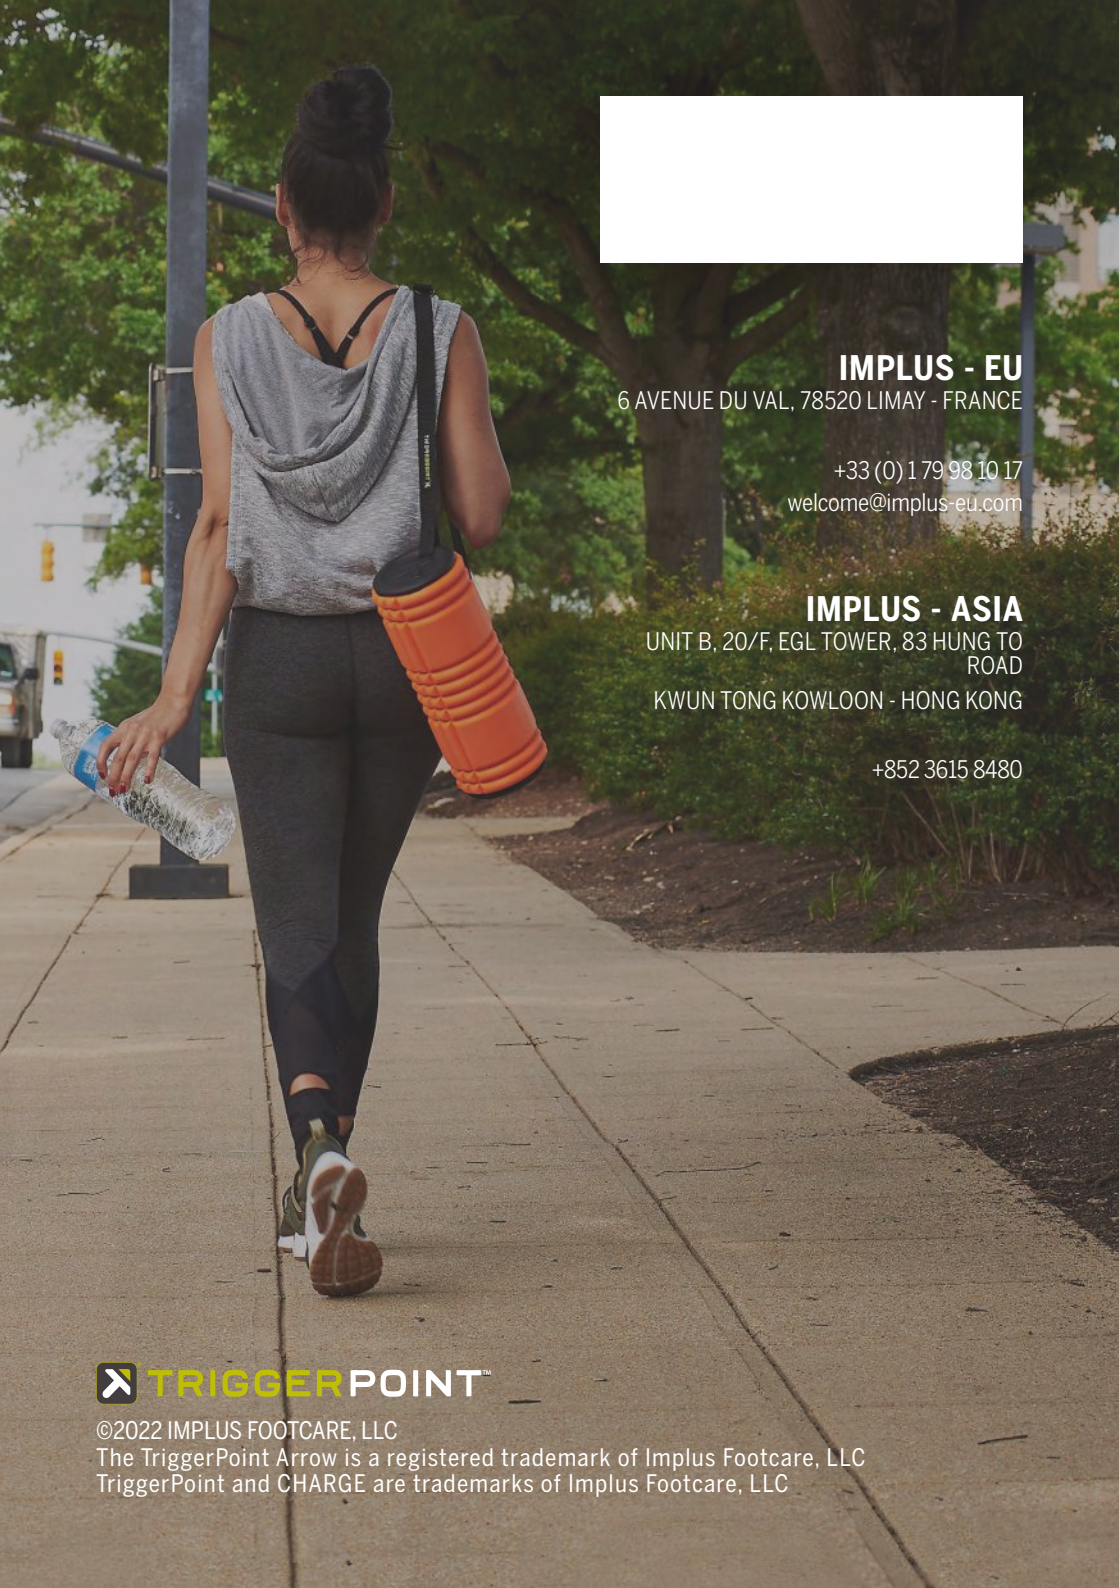 IMPLUS - EU
6 AVENUE DU VAL, 78520 LIMAY - FRANCE
+33 (0) 1 79 98 10 17
welcome@implus-eu.com
IMPLUS - ASIA
UNIT B, 20/F, EGL TOWER, 83 HUNG TO
ROAD
KWUN TONG KOWLOON - HONG KONG
+852 3615 8480
TRIGGERPOINT™
©2022 IMPLUS FOOTCARE, LLC
The TriggerPoint Arrow is a registered trademark of Implus Footcare, LLC
TriggerPoint and CHARGE are trademarks of Implus Footcare, LLC